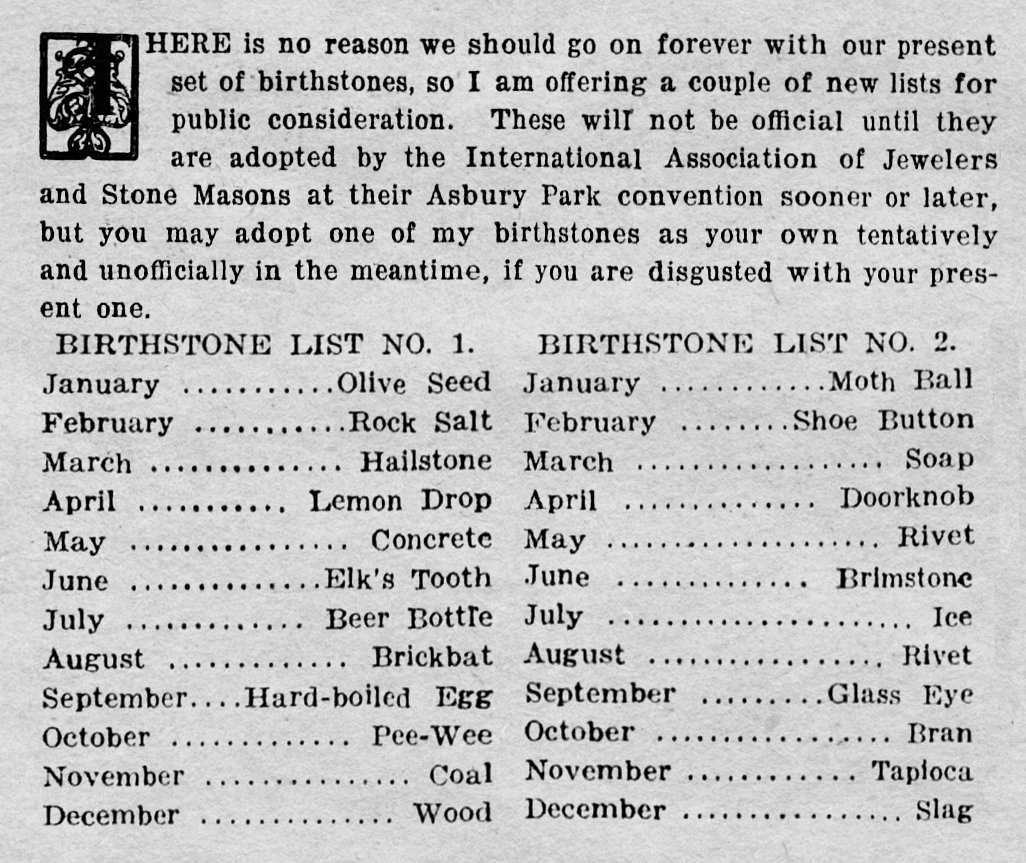 THERE is no reason we should go on forever with our present
set of birthstones, so I am offering a couple of new lists for
public consideration. These will not be official until they
are adopted by the International Association of Jewelers
and Stone Masons at their Asbury Park convention sooner or later,
but you may adopt one of my birthstones as your own tentatively
and unofficially in the meantime, if you are disgusted with your pres-
ent one.
BIRTHSTONE LIST NO. 1.
January ............Olive Seed
February ............Rock Salt
March .............. Hailstone
April ........... Lemon Drop
May ................ Concrete
June ..............Elk's Tooth
July ............. Beer Bottle
August ............. Brickbat
September....Hard-boiled Egg
October ............. Pee-Wee
November ............... Coal
December .............. Wood
BIRTHSTONE LIST NO. 2.
January ............Moth Ball
February ........Shoe Button
March .................. Soap
April .............. Doorknob
May .................... Rivet
June .............. Brimstone
July ...................... Ice
August ................. Rivet
September .........Glass Eye
October ................. Bran
November ............ Tapioca
December ................ Slag